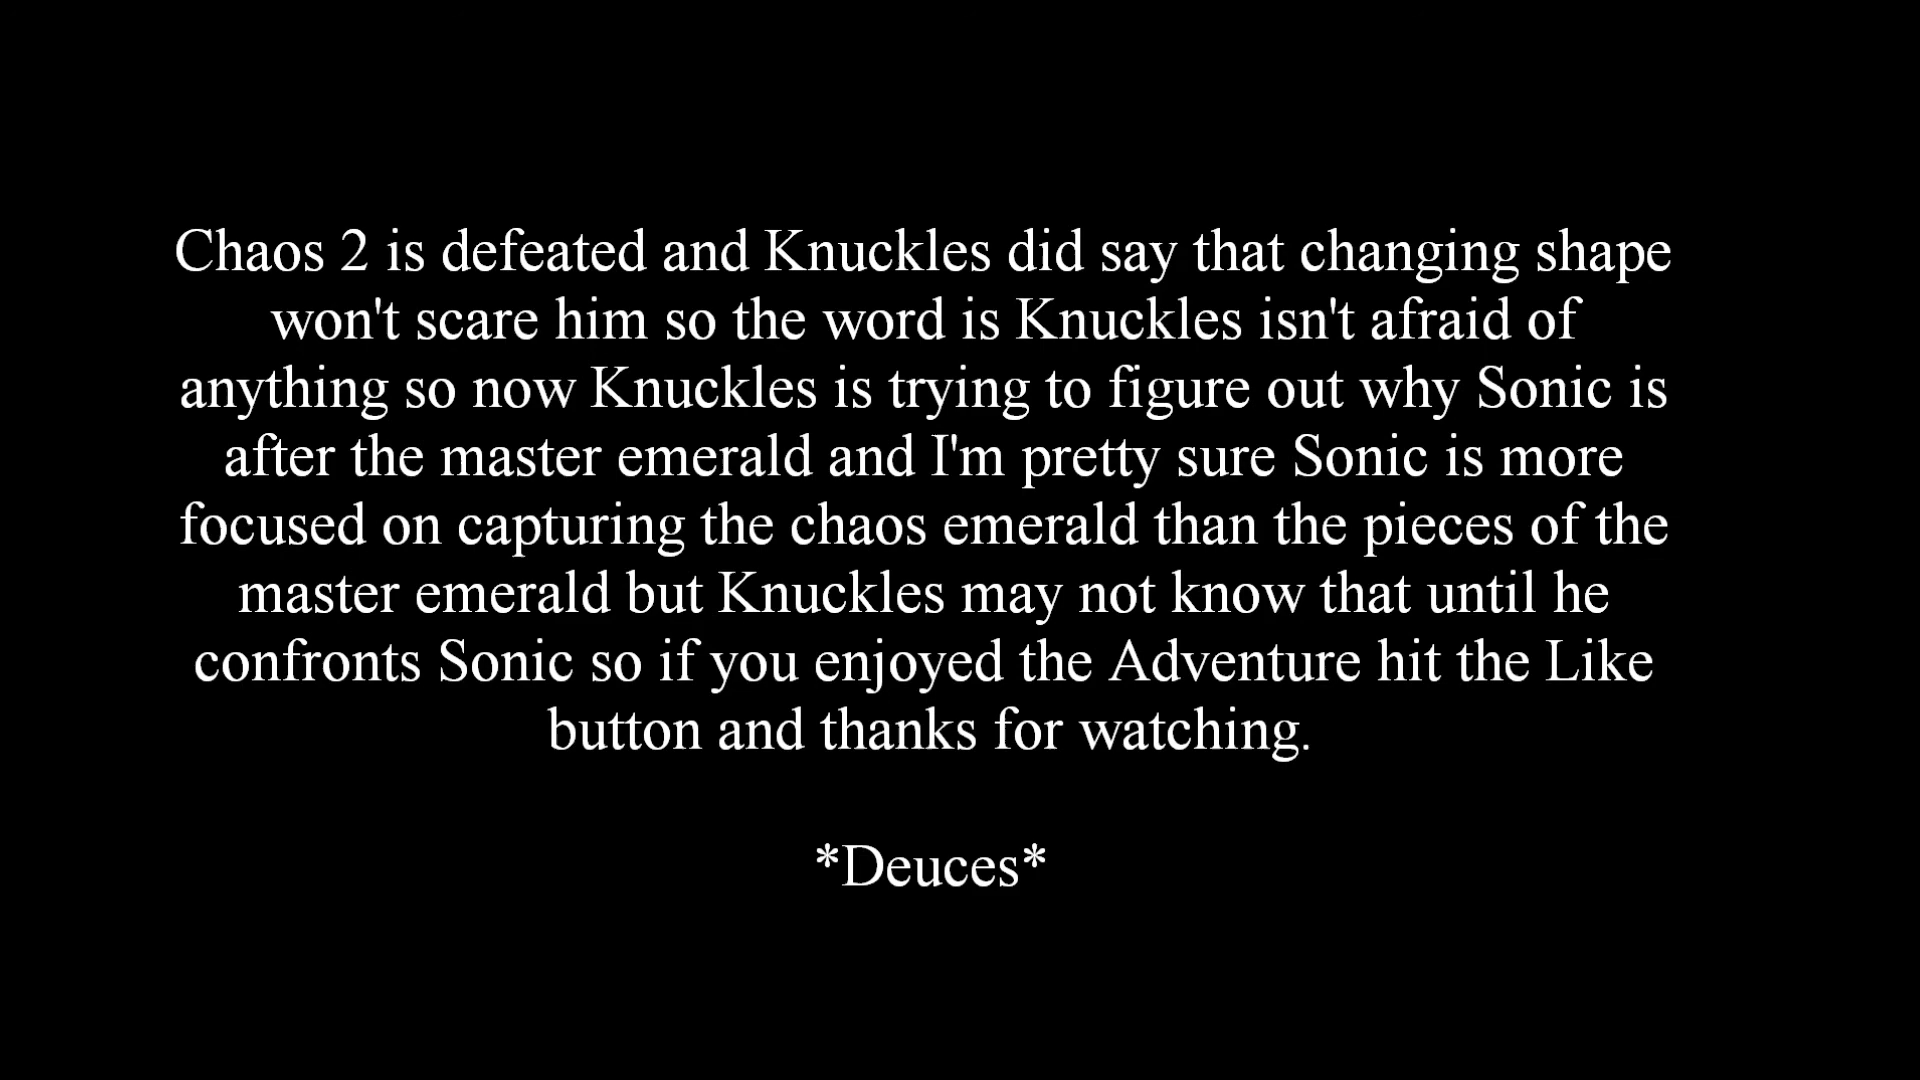 Chaos 2 is defeated and Knuckles did say that changing shape
won't scare him so the word is Knuckles isn't afraid of
anything so now Knuckles is trying to figure out why Sonic is
after the master emerald and I'm pretty sure Sonic is more
focused on capturing the chaos emerald than the pieces of the
master emerald but Knuckles may not know that until he
confronts Sonic so if you enjoyed the Adventure hit the Like
button and thanks for watching.
*Deuces*